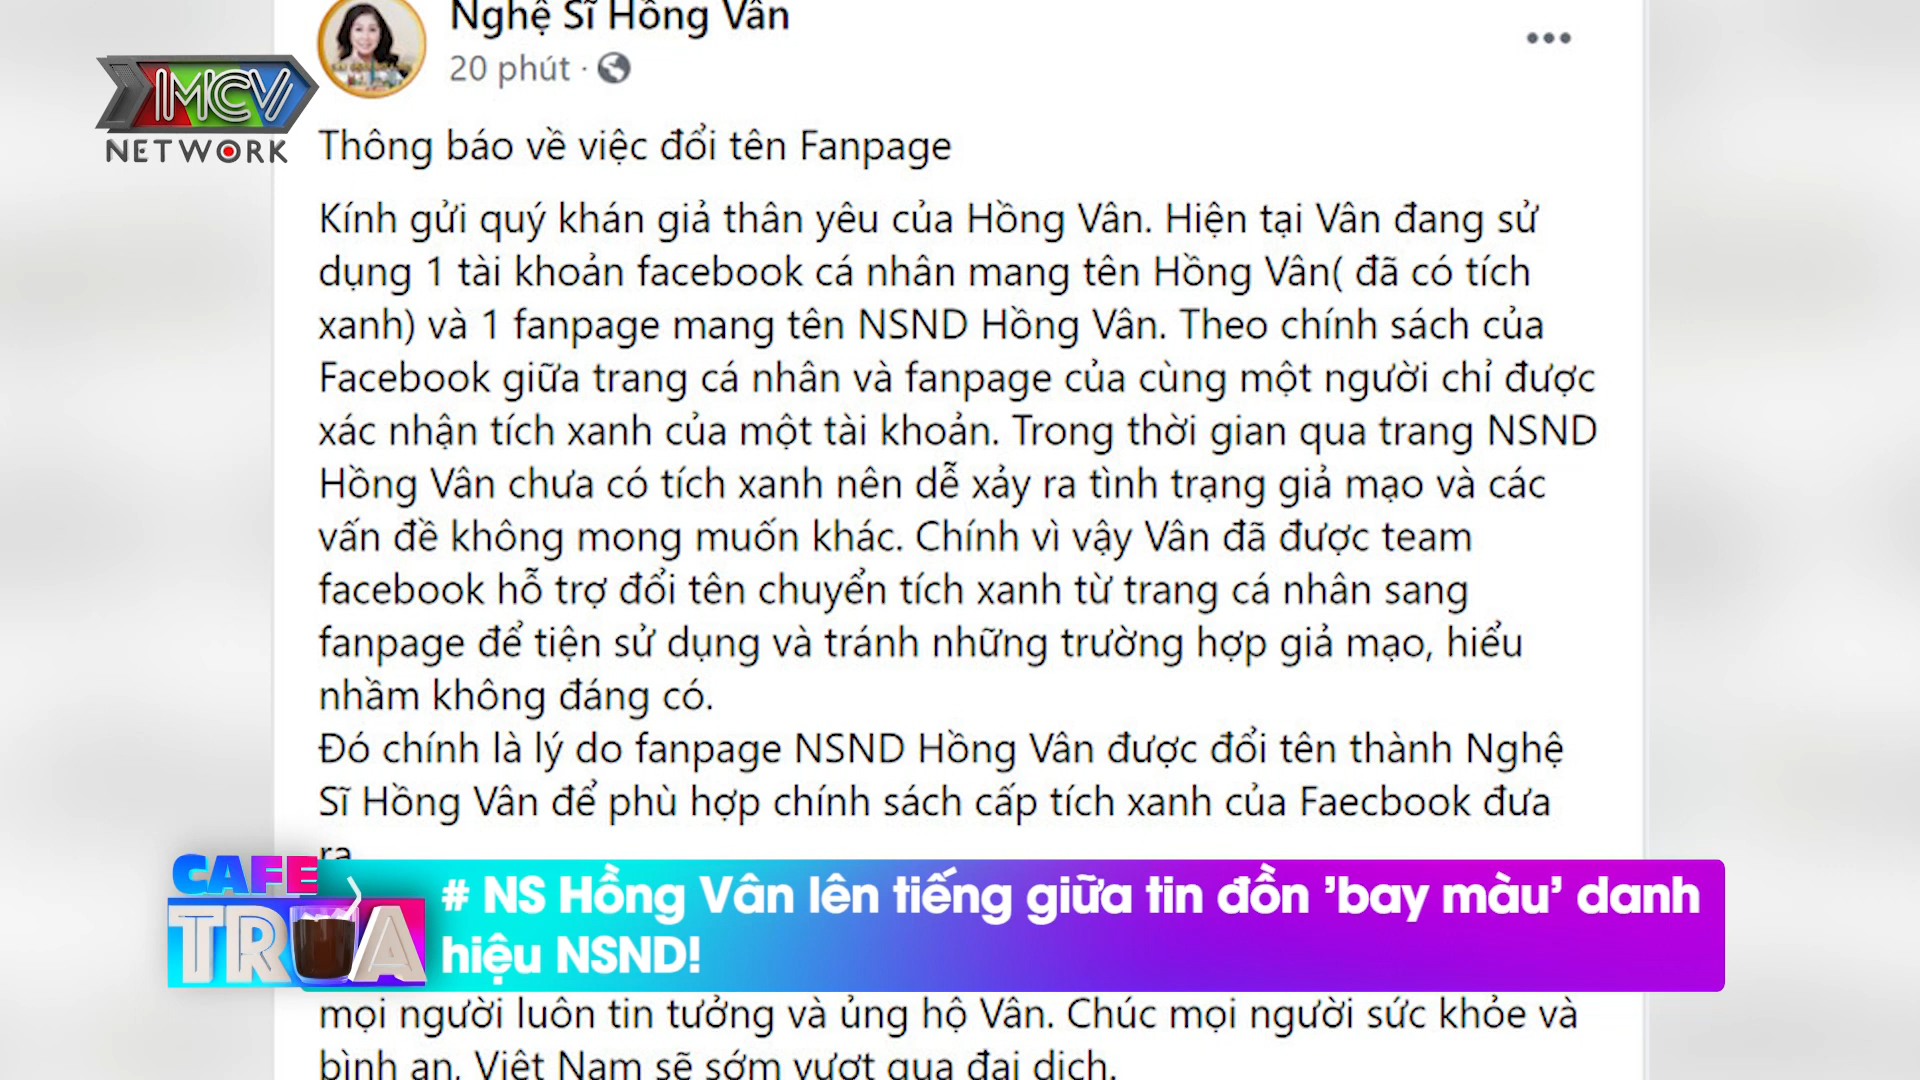 Nghệ Sĩ Hồng Vân
20 phút ·
MCV
NETWORK
Thông báo về việc đổi tên Fanpage
Kính gửi quý khán giả thân yêu của Hồng Vân. Hiện tại Vân đang sử
dụng 1 tài khoản facebook cá nhân mang tên Hồng Vân( đã có tích
xanh) và 1 fanpage mang tên NSND Hồng Vân. Theo chính sách của
Facebook giữa trang cá nhân và fanpage của cùng một người chỉ được
xác nhận tích xanh của một tài khoản. Trong thời gian qua trang NSND
Hồng Vân chưa có tích xanh nên dễ xảy ra tình trạng giả mạo và các
vấn đề không mong muốn khác. Chính vì vậy Vân đã được team
facebook hỗ trợ đổi tên chuyển tích xanh từ trang cá nhân sang
fanpage để tiện sử dụng và tránh những trường hợp giả mạo, hiểu
nhầm không đáng có.
Đó chính là lý do fanpage NSND Hồng Vân được đổi tên thành Nghệ
Sĩ Hồng Vân để phù hợp chính sách cấp tích xanh của Faecbook đưa
ra
CAFE
TRƯA
# NS Hồng Vân lên tiếng giữa tin đồn ’bay màu’ danh
hiệu NSND!
mọi người luôn tin tưởng và ủng hộ Vân. Chúc mọi người sức khỏe và
bình an, Việt Nam sẽ sớm vượt qua đại dịch.